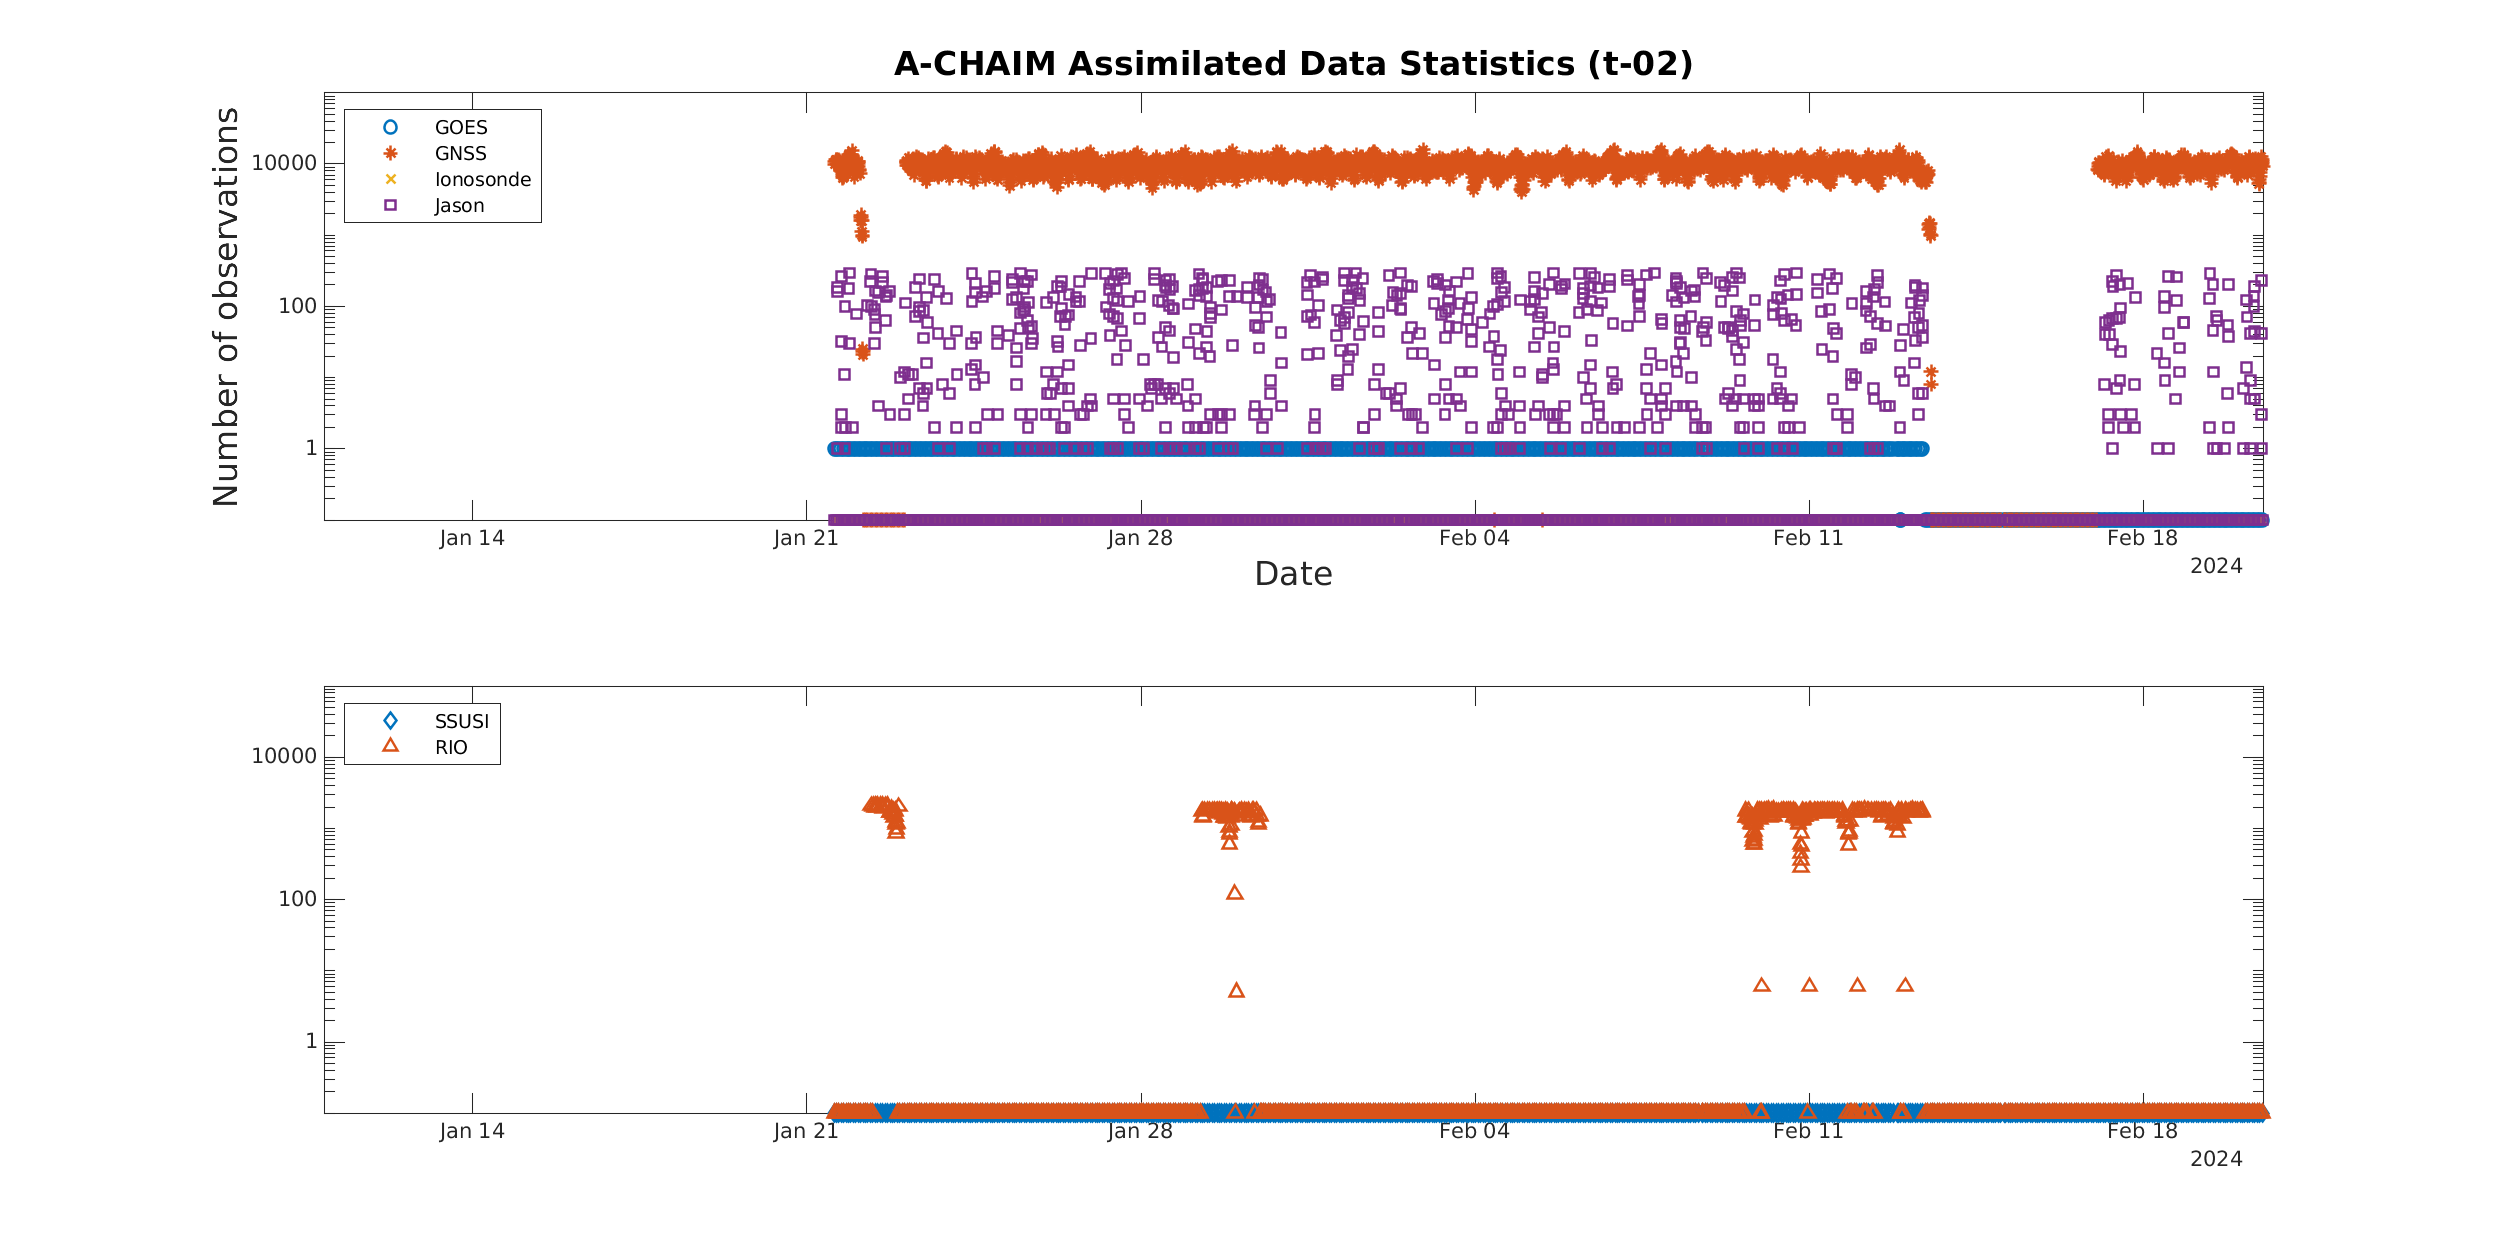 A-CHAIM Assimilated Data Statistics (t-02)
Number of observations
10000
100
1
GOES
GNSS
Ionosonde
Jason
Jan 14 Jan 21 Jan 28 Feb 04 Feb 11 Feb 18
2024
Date
10000
100
1
SSUSI
RIO
Jan 14 Jan 21 Jan 28 Feb 04 Feb 11 Feb 18
2024